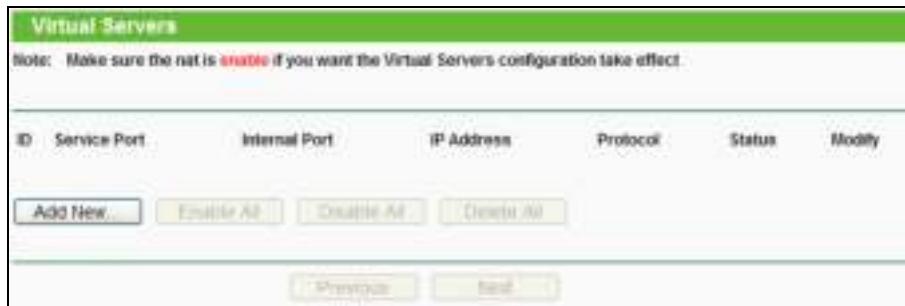 Virtual Servers
Note: Make sure the nat is enable if you want the Virtual Servers configuration take effect
ID Service Port Internal Port IP Address Protocol Status Modify
Add New... Enable All Disable All Delete All
Previous Next